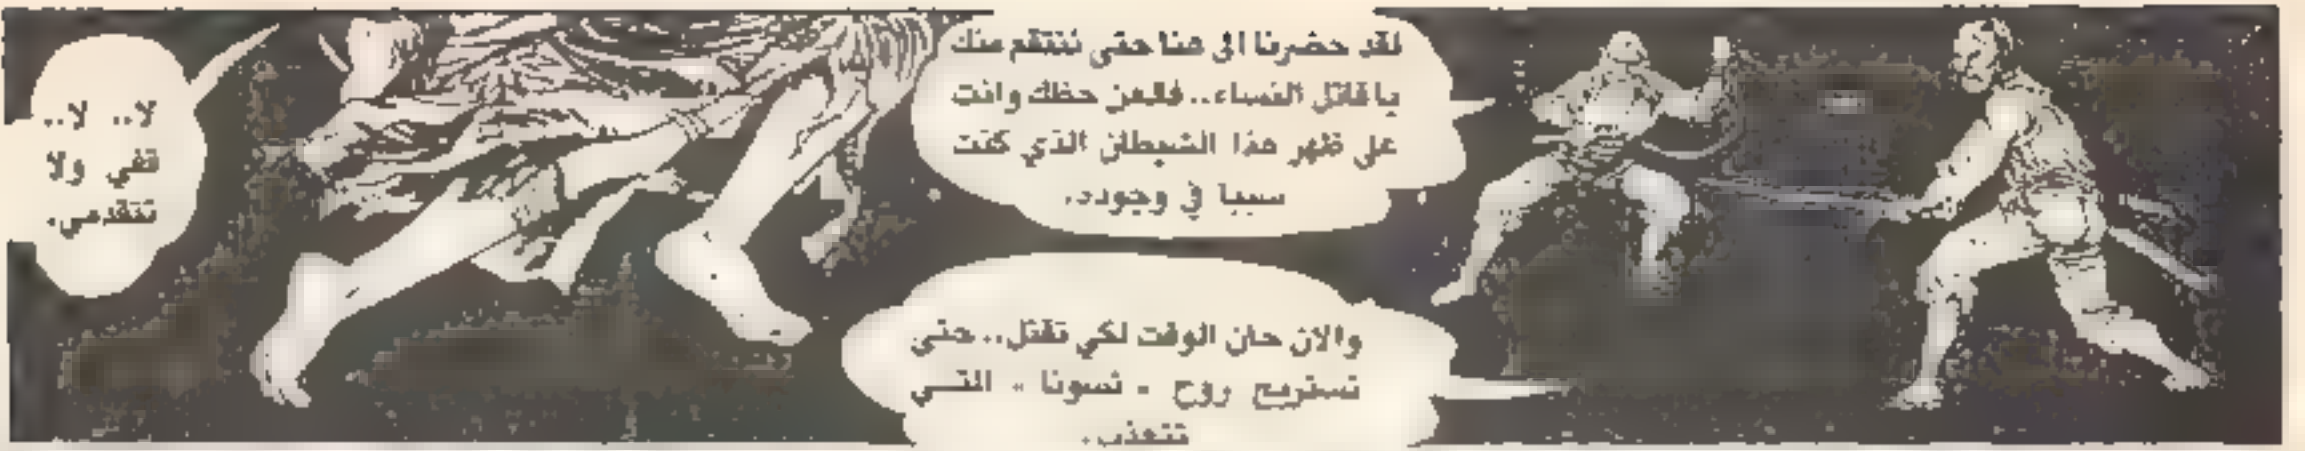 لقد حضرنا الى هنا حتى ننتقم منك
يا قاتل النساء.. فالعن حظك وانت
على ظهر هذا الشيطان الذي كنت
سببا في وجوده.
والان حان الوقت لكي تقتل.. حتى
تستريح روح « نسونا » التي
تتعذب.
لا.. لا..
قفي ولا
تتقدمي.